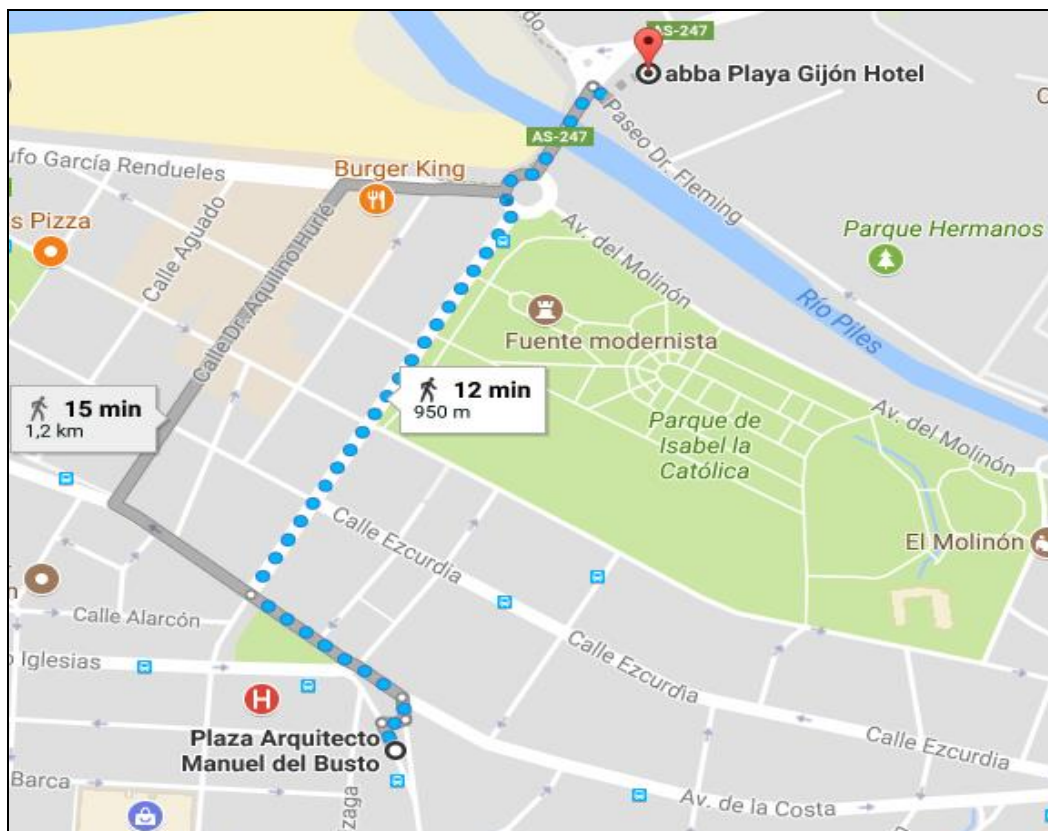 do
AS-247
abba Playa Gijón Hotel
AS-247
ufo García Rendueles
Burger King
Paseo Dr. Fleming
s Pizza
Calle Aguado
Av. del Molinón
Parque Hermanos
Calle Dr. Aquilino Hurlé
Río Piles
Fuente modernista
15 min
1,2 km
12 min
950 m
Parque de
Isabel la
Católica
Av. del Molinón
Calle Ezcurdia
El Molinón
n
Calle Alarcón
o Iglesias
Calle Ezcurdia
H
Plaza Arquitecto
Manuel del Busto
Calle Ezcurdia
Barca
zaga
Av. de la Costa